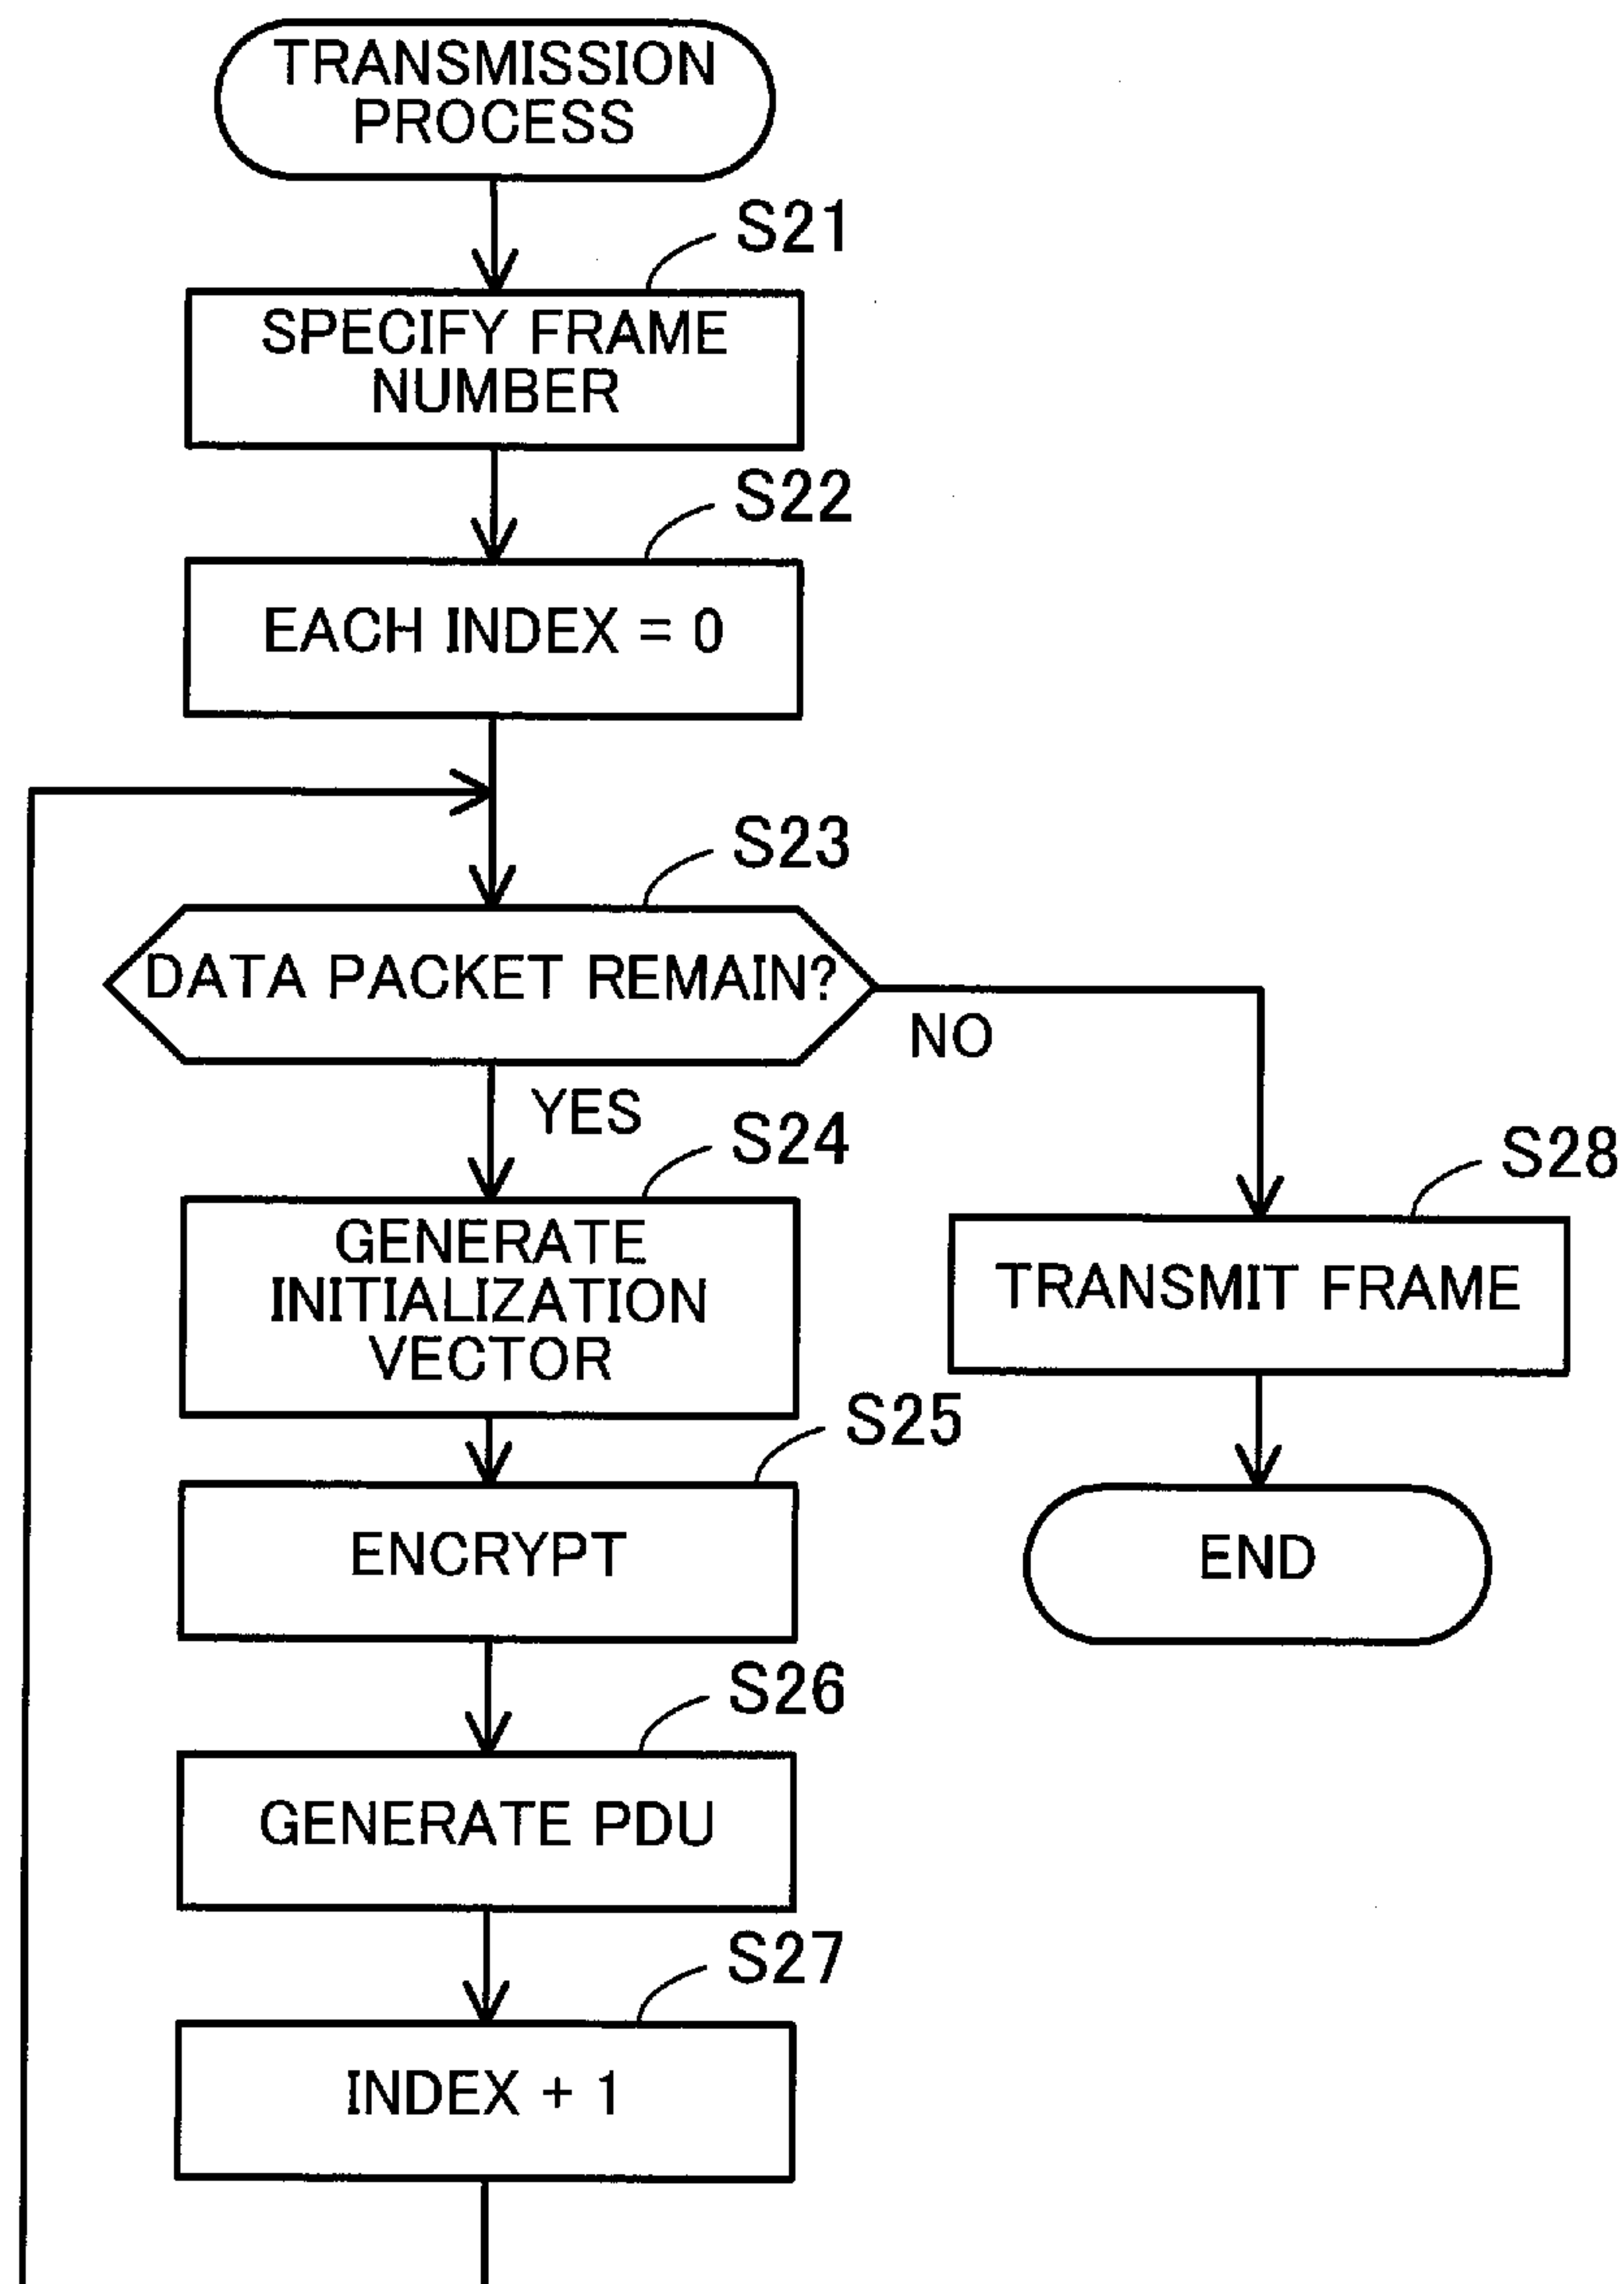 TRANSMISSION
PROCESS
S21
SPECIFY FRAME
NUMBER
S22
EACH INDEX = 0
S23
DATA PACKET REMAIN?
NO
YES
S24
S28
GENERATE
INITIALIZATION
VECTOR
TRANSMIT FRAME
S25
ENCRYPT
END
S26
GENERATE PDU
S27
INDEX + 1